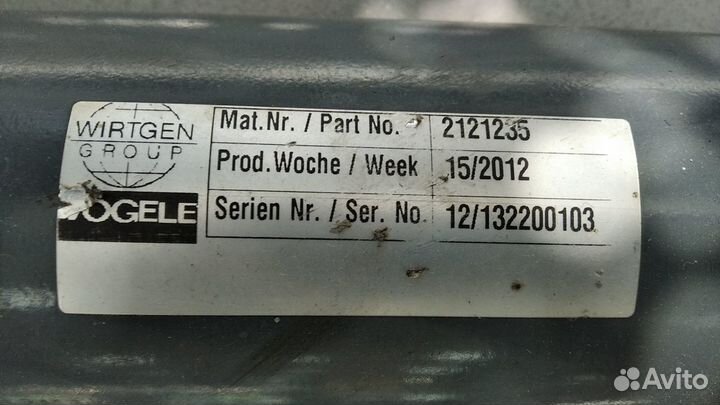 WIRTGEN
GROUP
VÖGELE
Mat.Nr. / Part No. 2121235
Prod.Woche / Week 15/2012
Serien Nr. / Ser. No. 12/132200103
Avito